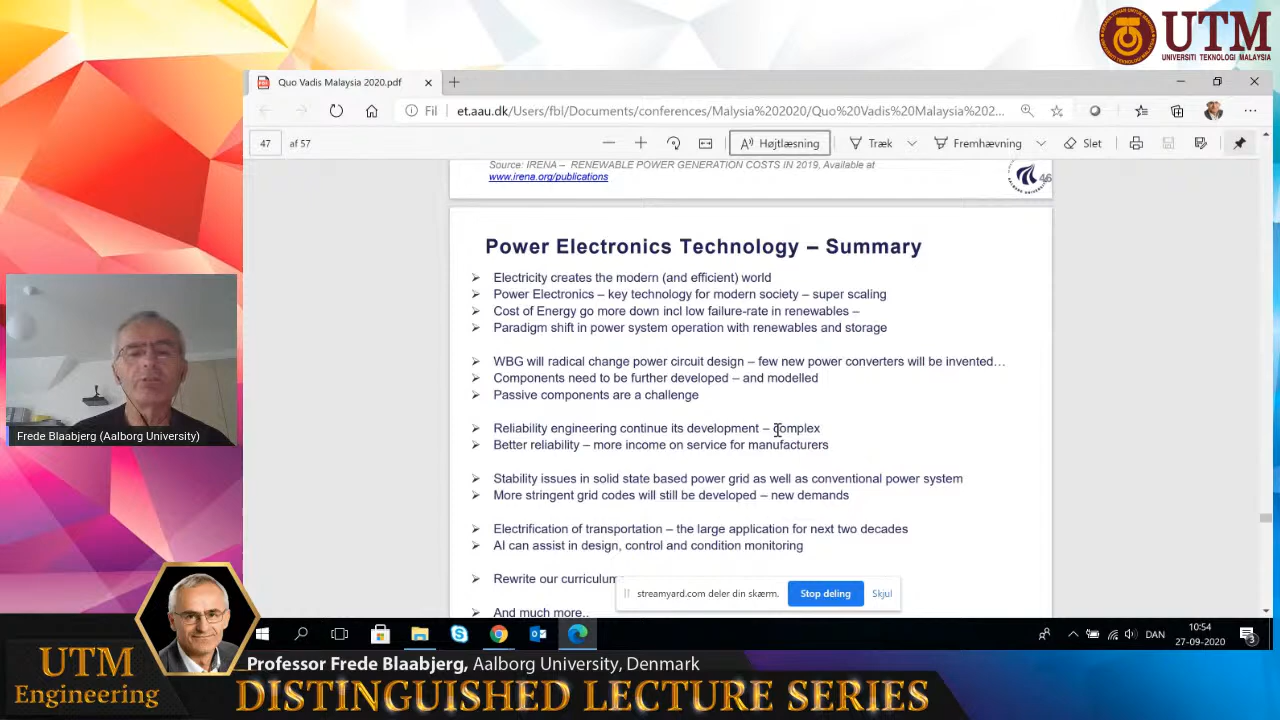 UTM
UNIVERSITI TEKNOLOGI MALAYSIA
Quo Vadis Malaysia 2020.pdf
Fil
et.aau.dk/Users/fbl/Documents/conferences/Malysia%202020/Quo%20Vadis%20Malaysia%202...
47
af 57
Højtlæsning
Træk
Fremhævning
Slet
Source: IRENA – RENEWABLE POWER GENERATION COSTS IN 2019, Available at
www.irena.org/publications
46
Power Electronics Technology – Summary
Electricity creates the modern (and efficient) world
Power Electronics – key technology for modern society – super scaling
Cost of Energy go more down incl low failure-rate in renewables –
Paradigm shift in power system operation with renewables and storage
WBG will radical change power circuit design – few new power converters will be invented…
Components need to be further developed – and modelled
Passive components are a challenge
Reliability engineering continue its development – complex
Better reliability – more income on service for manufacturers
Stability issues in solid state based power grid as well as conventional power system
More stringent grid codes will still be developed – new demands
Electrification of transportation – the large application for next two decades
AI can assist in design, control and condition monitoring
Rewrite our curriculum
And much more..
streamyard.com deler din skærm.
Stop deling
Skjul
Frede Blaabjerg (Aalborg University)
DAN
10:54
27-09-2020
3
UTM
Engineering
Professor Frede Blaabjerg, Aalborg University, Denmark
DISTINGUISHED LECTURE SERIES